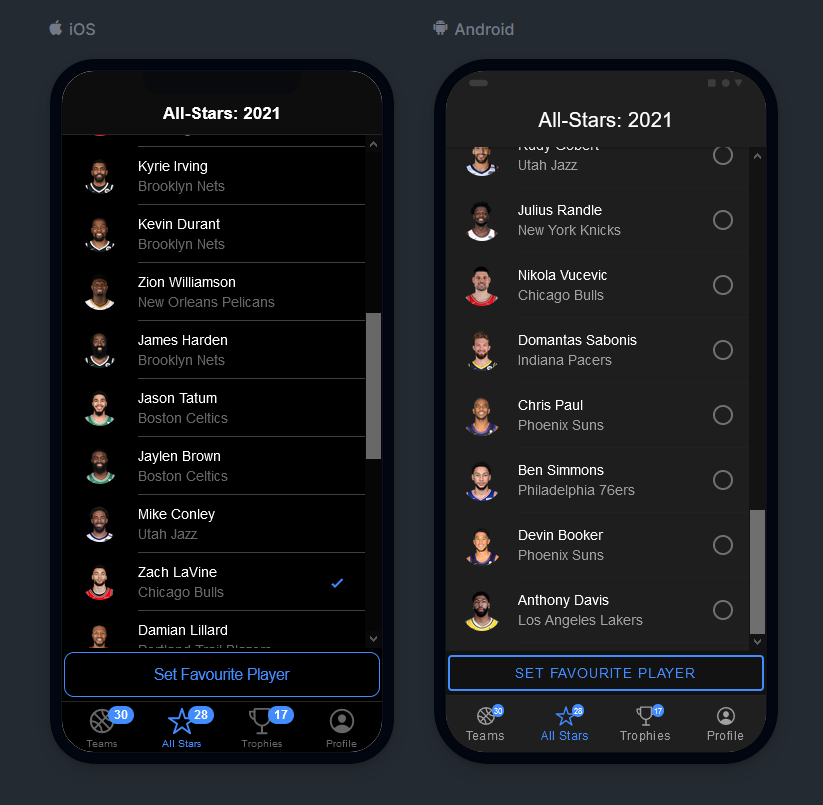 iOS
All-Stars: 2021
Kyrie Irving
Brooklyn Nets
Kevin Durant
Brooklyn Nets
Zion Williamson
New Orleans Pelicans
James Harden
Brooklyn Nets
Jason Tatum
Boston Celtics
Jaylen Brown
Boston Celtics
Mike Conley
Utah Jazz
Zach LaVine
Chicago Bulls
Damian Lillard
Portland Trail Blazers
Set Favourite Player
30
28
17
Teams
All Stars
Trophies
Profile
Android
All-Stars: 2021
Rudy Gobert
Utah Jazz
Julius Randle
New York Knicks
Nikola Vucevic
Chicago Bulls
Domantas Sabonis
Indiana Pacers
Chris Paul
Phoenix Suns
Ben Simmons
Philadelphia 76ers
Devin Booker
Phoenix Suns
Anthony Davis
Los Angeles Lakers
SET FAVOURITE PLAYER
30
28
17
Teams
All Stars
Trophies
Profile